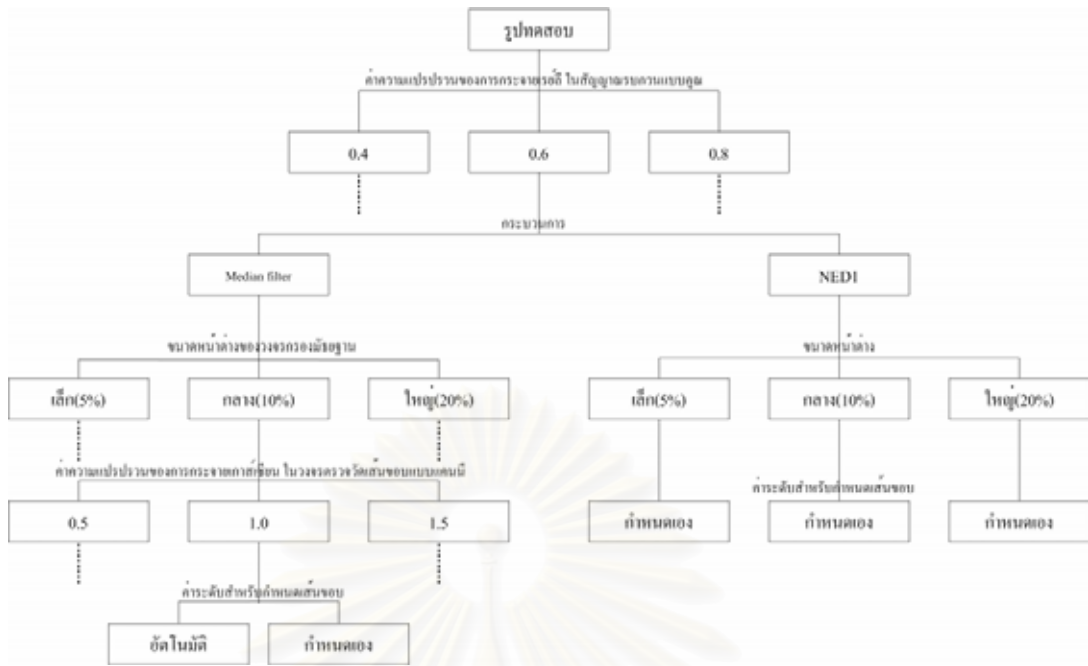 รูปทดสอบ
ค่าความแปรปรวนของการกระจายเรย์ลี ในสัญญาณรบกวนแบบคูณ
0.4
0.6
0.8
กระบวนการ
Median filter
NEDI
ขนาดหน้าต่างของวงจรกรองมัธยฐาน
ขนาดหน้าต่าง
เล็ก(5%)
กลาง(10%)
ใหญ่(20%)
เล็ก(5%)
กลาง(10%)
ใหญ่(20%)
ค่าความแปรปรวนของการกระจายเกาส์เซียน ในวงจรตรวจวัดเส้นขอบแบบแคนนี
ค่าระดับสำหรับกำหนดเส้นขอบ
0.5
1.0
1.5
กำหนดเอง
กำหนดเอง
กำหนดเอง
ค่าระดับสำหรับกำหนดเส้นขอบ
อัตโนมัติ
กำหนดเอง